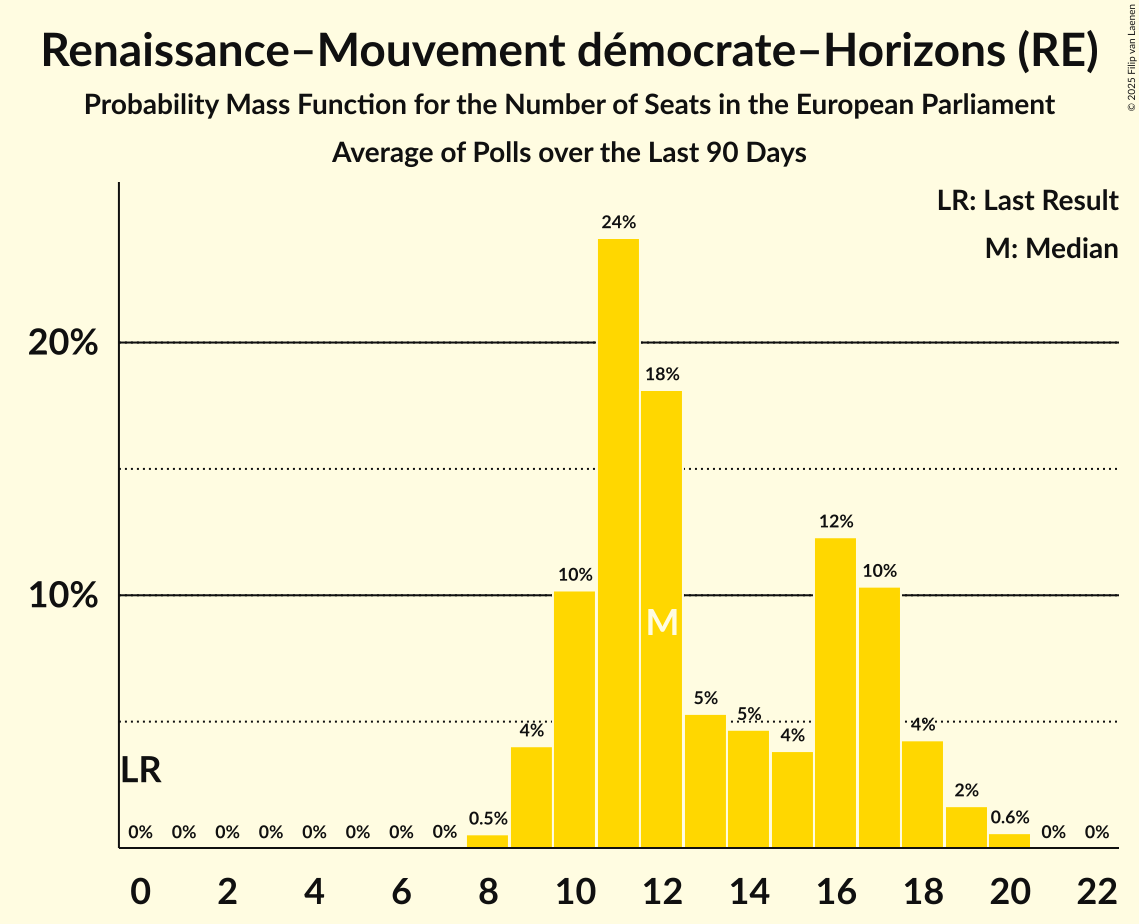 Renaissance–Mouvement démocrate–Horizons (RE)
Probability Mass Function for the Number of Seats in the European Parliament
Average of Polls over the Last 90 Days
© 2025 Filip van Laenen
LR: Last Result
M: Median
24%
20%
18%
12%
10%
10%
10%
M
5%
5%
4%
4%
4%
LR
2%
0% 0% 0% 0% 0% 0% 0% 0% 0.5% 0.6% 0% 0%
0 2 4 6 8 10 12 14 16 18 20 22